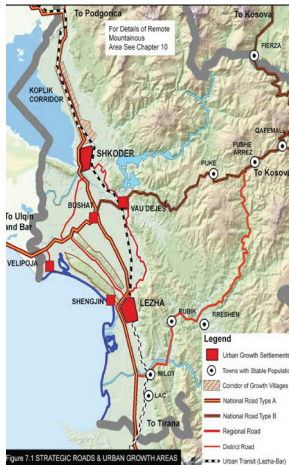 To Podgorica
To Kosova
For Details of Remote
Mountainous
Area See Chapter 10
FIERZA
KOPLIK
CORRIDOR
QAFEMAL
SHKODER
FUSHE
ARREZ
PUKE
To Kosova
VAU DEJES
BUSHAT
To Ulqin
and Bar
VELIPOJA
SHENGJIN
LEZHA
RUBIK
RRESHEN
Legend
Urban Growth Settlements
MILOT
Towns with Stable Populatio
Corridor of Growth Villages
LAC
National Road Type A
National Road Type B
Regional Road
To Tirana
District Road
Figure 7.1 STRATEGIC ROADS & URBAN GROWTH AREAS
Urban Transit (Lezha-Bar)